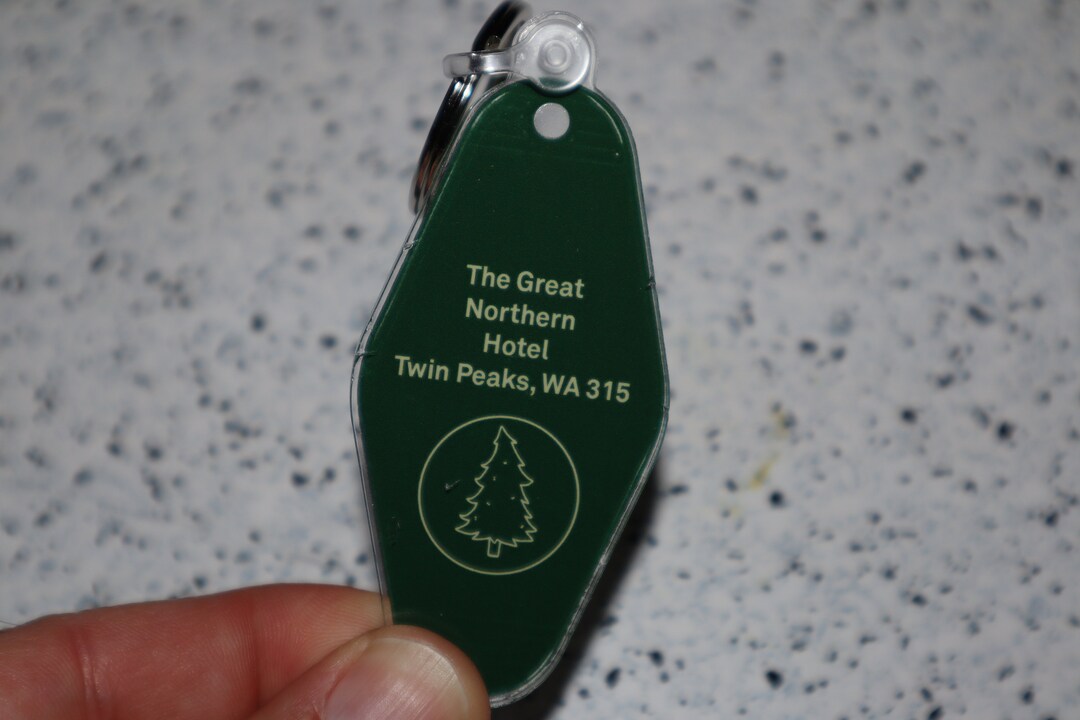 The Great
Northern
Hotel
Twin Peaks, WA 315